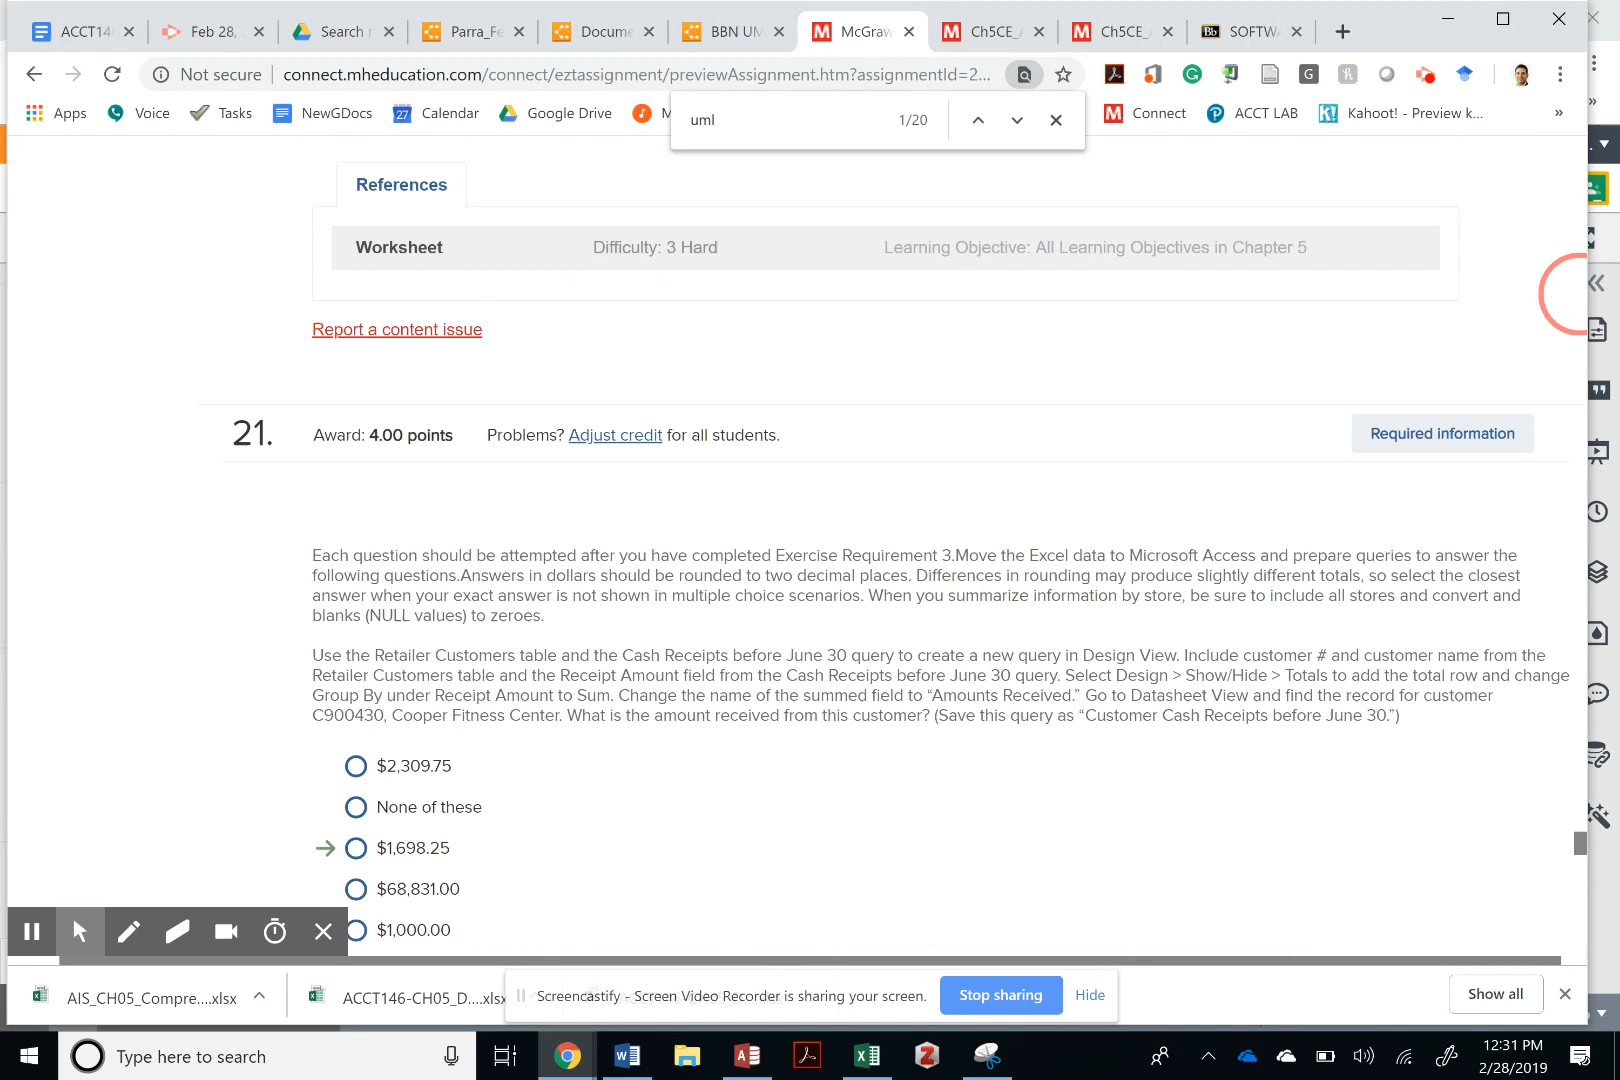 ACCT14
Feb 28,
Search
Parra_Fe
Docume
BBN UM
McGraw
Ch5CE_
Ch5CE_
SOFTW
Not secure
connect.mheducation.com/connect/eztassignment/previewAssignment.htm?assignmentId=2...
Apps
Voice
Tasks
NewGDocs
27
Calendar
Google Drive
M
uml
1/20
Connect
ACCT LAB
Kahoot! - Preview k...
»
References
Worksheet
Difficulty: 3 Hard
Learning Objective: All Learning Objectives in Chapter 5
Report a content issue
21.
Award: 4.00 points
Problems? Adjust credit for all students.
Required information
Each question should be attempted after you have completed Exercise Requirement 3.Move the Excel data to Microsoft Access and prepare queries to answer the
following questions.Answers in dollars should be rounded to two decimal places. Differences in rounding may produce slightly different totals, so select the closest
answer when your exact answer is not shown in multiple choice scenarios. When you summarize information by store, be sure to include all stores and convert and
blanks (NULL values) to zeroes.
Use the Retailer Customers table and the Cash Receipts before June 30 query to create a new query in Design View. Include customer # and customer name from the
Retailer Customers table and the Receipt Amount field from the Cash Receipts before June 30 query. Select Design > Show/Hide > Totals to add the total row and change
Group By under Receipt Amount to Sum. Change the name of the summed field to “Amounts Received.” Go to Datasheet View and find the record for customer
C900430, Cooper Fitness Center. What is the amount received from this customer? (Save this query as “Customer Cash Receipts before June 30.”)
$2,309.75
None of these
$1,698.25
$68,831.00
$1,000.00
AIS_CH05_Compre....xlsx
ACCT146-CH05_D....xlsx
Screencastify - Screen Video Recorder is sharing your screen.
Stop sharing
Hide
Show all
Type here to search
12:31 PM
2/28/2019